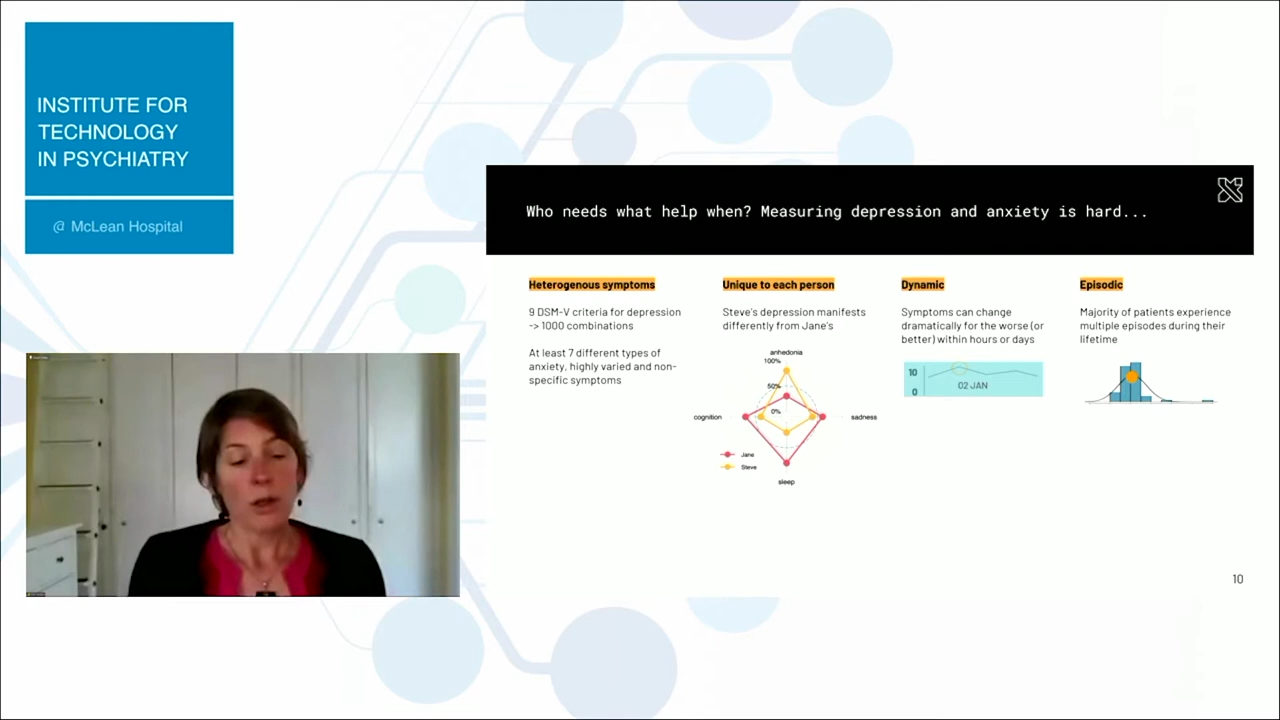 INSTITUTE FOR
TECHNOLOGY
IN PSYCHIATRY
@ McLean Hospital
Who needs what help when? Measuring depression and anxiety is hard...
Heterogenous symptoms
9 DSM-V criteria for depression
-> 1000 combinations
At least 7 different types of
anxiety, highly varied and non-
specific symptoms
Unique to each person
Steve's depression manifests
differently from Jane's
anhedonia
100%
50%
0%
cognition
sadness
Jane
Steve
sleep
Dynamic
Symptoms can change
dramatically for the worse (or
better) within hours or days
10
02 JAN
0
Episodic
Majority of patients experience
multiple episodes during their
lifetime
10